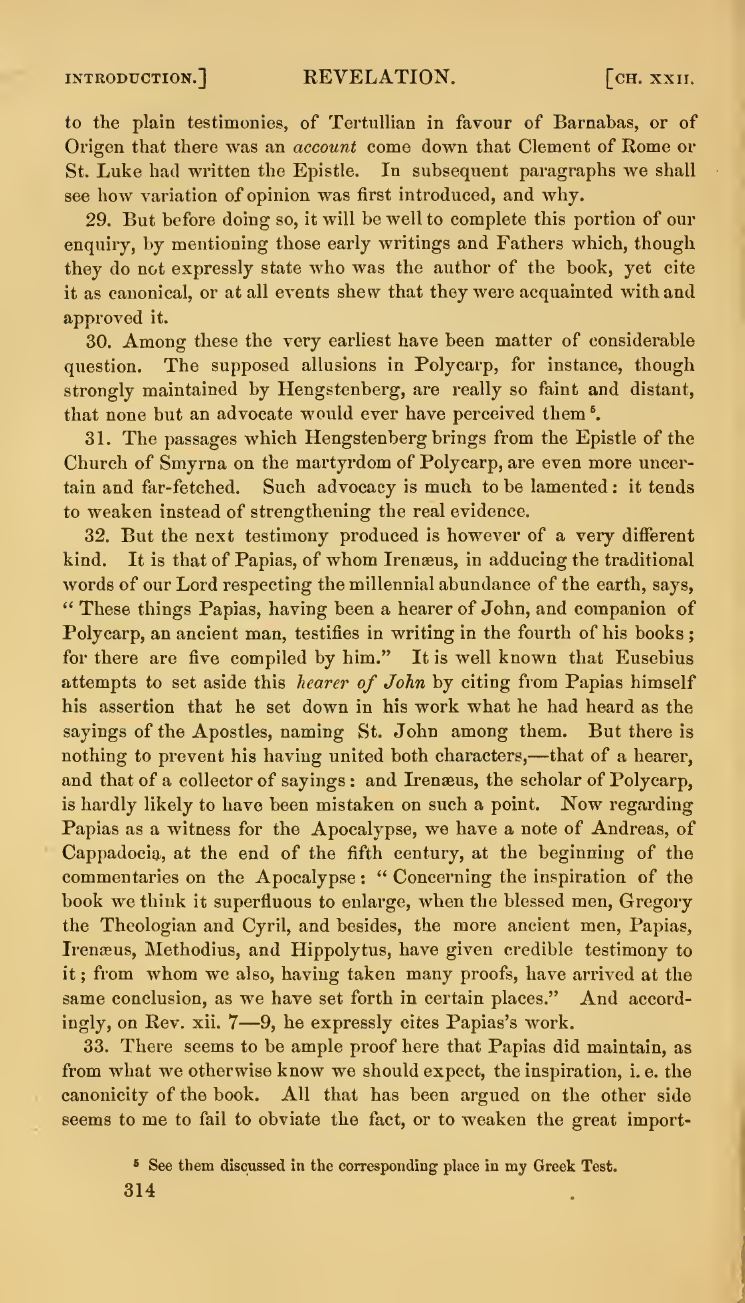 INTRODUCTION.] REVELATION. [CH. XXII.
to the plain testimonies, of Tertullian in favour of Barnabas, or of
Origen that there was an account come down that Clement of Rome or
St. Luke had written the Epistle. In subsequent paragraphs we shall
see how variation of opinion was first introduced, and why.
29. But before doing so, it will be well to complete this portion of our
enquiry, by mentioning those early writings and Fathers which, though
they do not expressly state who was the author of the book, yet cite
it as canonical, or at all events shew that they were acquainted with and
approved it.
30. Among these the very earliest have been matter of considerable
question. The supposed allusions in Polycarp, for instance, though
strongly maintained by Hengstenberg, are really so faint and distant,
that none but an advocate would ever have perceived them ⁵.
31. The passages which Hengstenberg brings from the Epistle of the
Church of Smyrna on the martyrdom of Polycarp, are even more uncer-
tain and far-fetched. Such advocacy is much to be lamented: it tends
to weaken instead of strengthening the real evidence.
32. But the next testimony produced is however of a very different
kind. It is that of Papias, of whom Irenæus, in adducing the traditional
words of our Lord respecting the millennial abundance of the earth, says,
“ These things Papias, having been a hearer of John, and companion of
Polycarp, an ancient man, testifies in writing in the fourth of his books;
for there are five compiled by him.” It is well known that Eusebius
attempts to set aside this hearer of John by citing from Papias himself
his assertion that he set down in his work what he had heard as the
sayings of the Apostles, naming St. John among them. But there is
nothing to prevent his having united both characters,—that of a hearer,
and that of a collector of sayings: and Irenæus, the scholar of Polycarp,
is hardly likely to have been mistaken on such a point. Now regarding
Papias as a witness for the Apocalypse, we have a note of Andreas, of
Cappadocia, at the end of the fifth century, at the beginning of the
commentaries on the Apocalypse: “ Concerning the inspiration of the
book we think it superfluous to enlarge, when the blessed men, Gregory
the Theologian and Cyril, and besides, the more ancient men, Papias,
Irenæus, Methodius, and Hippolytus, have given credible testimony to
it; from whom we also, having taken many proofs, have arrived at the
same conclusion, as we have set forth in certain places.” And accord-
ingly, on Rev. xii. 7—9, he expressly cites Papias's work.
33. There seems to be ample proof here that Papias did maintain, as
from what we otherwise know we should expect, the inspiration, i. e. the
canonicity of the book. All that has been argued on the other side
seems to me to fail to obviate the fact, or to weaken the great import-
⁵ See them discussed in the corresponding place in my Greek Test.
314